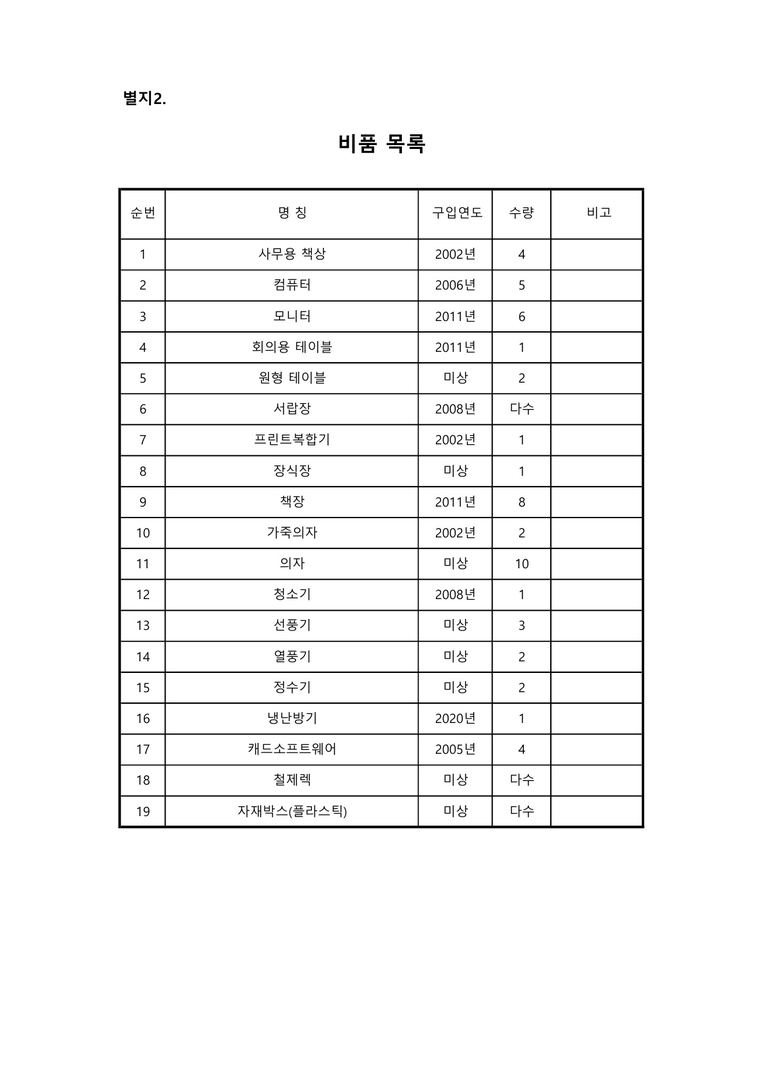 별지2.
비품 목록
순번 명 칭 구입연도 수량 비고
1 사무용 책상 2002년 4
2 컴퓨터 2006년 5
3 모니터 2011년 6
4 회의용 테이블 2011년 1
5 원형 테이블 미상 2
6 서랍장 2008년 다수
7 프린트복합기 2002년 1
8 장식장 미상 1
9 책장 2011년 8
10 가죽의자 2002년 2
11 의자 미상 10
12 청소기 2008년 1
13 선풍기 미상 3
14 열풍기 미상 2
15 정수기 미상 2
16 냉난방기 2020년 1
17 캐드소프트웨어 2005년 4
18 철제렉 미상 다수
19 자재박스(플라스틱) 미상 다수